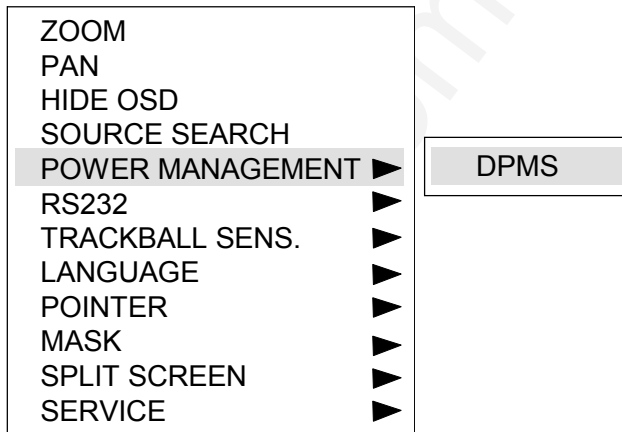 ZOOM
PAN
HIDE OSD
SOURCE SEARCH
POWER MANAGEMENT
DPMS
RS232
TRACKBALL SENS.
LANGUAGE
POINTER
MASK
SPLIT SCREEN
SERVICE